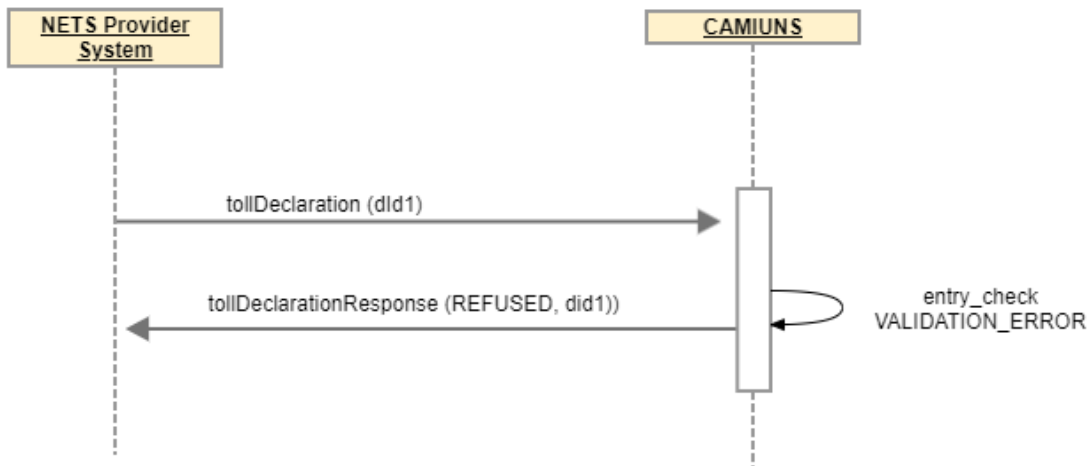 NETS Provider
System
CAMIUNS
tollDeclaration (dId1)
tollDeclarationResponse (REFUSED, did1))
entry_check
VALIDATION_ERROR